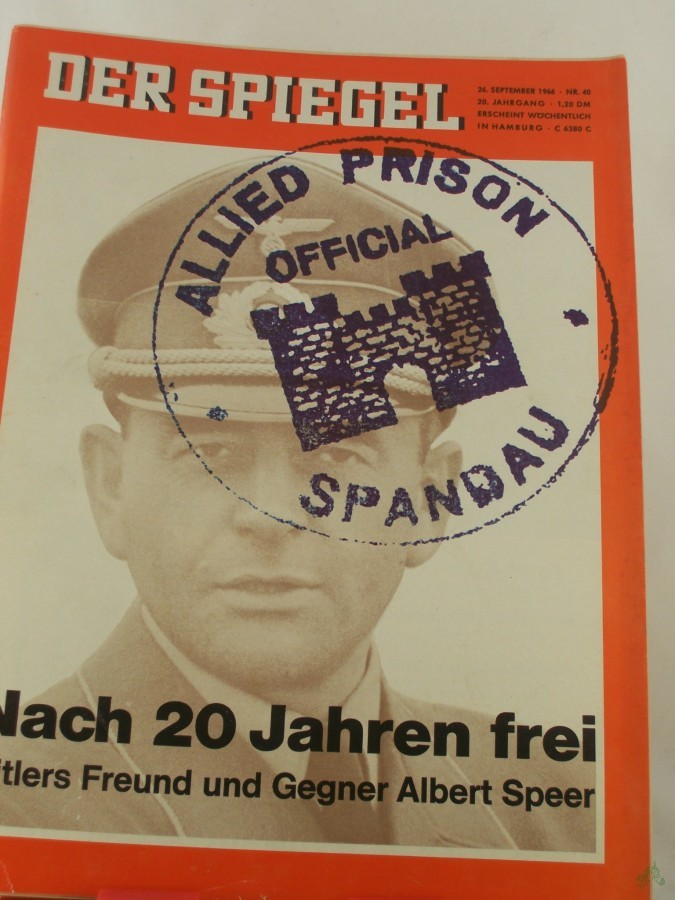 DER SPIEGEL
26. SEPTEMBER 1966 · NR. 40
20. JAHRGANG · 1,20 DM
ERSCHEINT WÖCHENTLICH
IN HAMBURG · C 6380 C
ALLIED PRISON
OFFICIAL
SPANDAU
Nach 20 Jahren frei
itlers Freund und Gegner Albert Speer